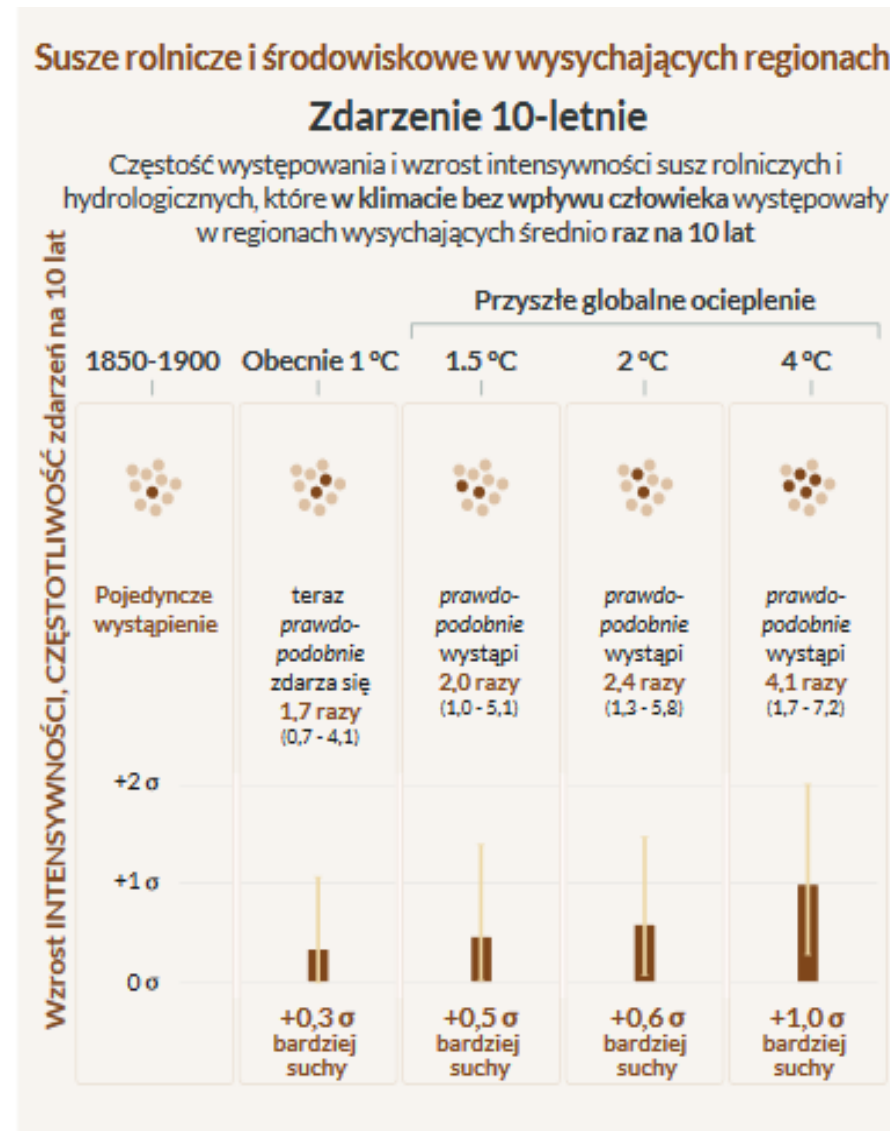 Susze rolnicze i środowiskowe w wysychających regionach
Zdarzenie 10-letnie
Częstość występowania i wzrost intensywności susz rolniczych i
hydrologicznych, które w klimacie bez wpływu człowieka występowały
w regionach wysychających średnio raz na 10 lat
Wzrost INTENSYWNOŚCI, CZĘSTOTLIWOŚĆ zdarzeń na 10 lat
Przyszłe globalne ocieplenie
1850-1900 Obecnie 1 °C 1.5 °C 2 °C 4 °C
Pojedyncze
wystąpienie
teraz
prawdo-
podobnie
zdarza się
1,7 razy
(0,7 - 4,1)
prawdo-
podobnie
wystąpi
2,0 razy
(1,0 - 5,1)
prawdo-
podobnie
wystąpi
2,4 razy
(1,3 - 5,8)
prawdo-
podobnie
wystąpi
4,1 razy
(1,7 - 7,2)
+2 σ
+1 σ
0 σ
+0,3 σ
bardziej
suchy
+0,5 σ
bardziej
suchy
+0,6 σ
bardziej
suchy
+1,0 σ
bardziej
suchy